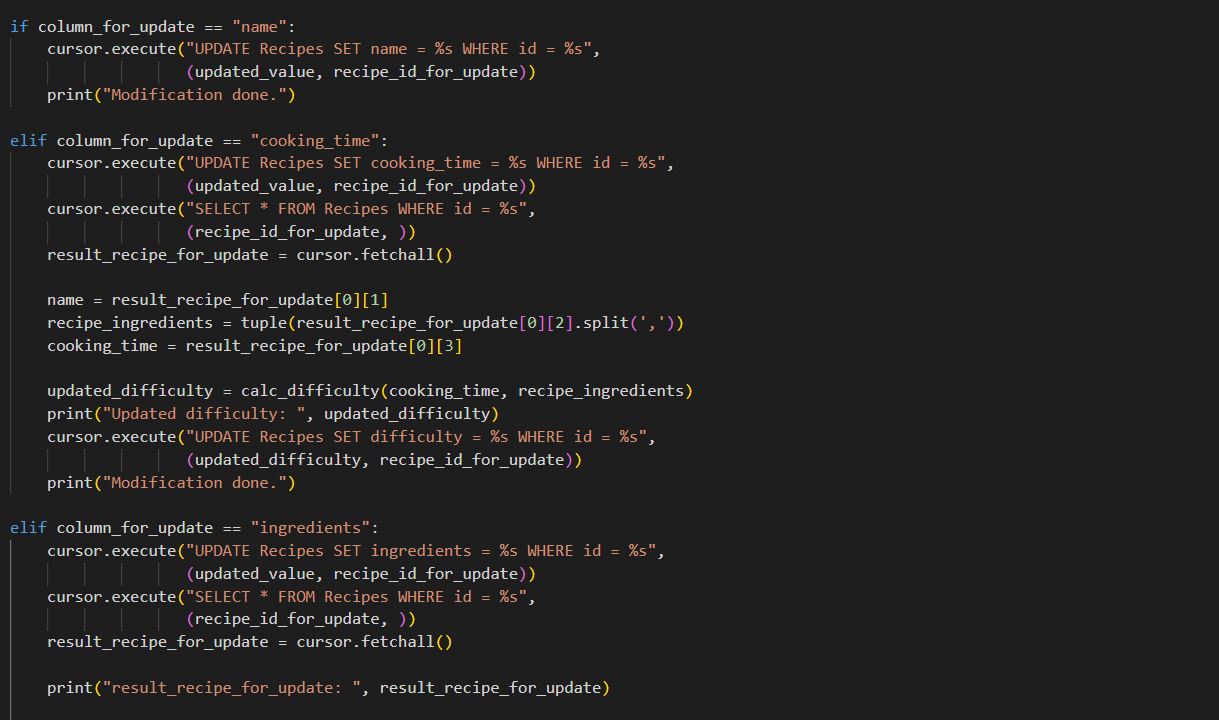 if column_for_update == "name":
    cursor.execute("UPDATE Recipes SET name = %s WHERE id = %s",
                   (updated_value, recipe_id_for_update))
    print("Modification done.")

elif column_for_update == "cooking_time":
    cursor.execute("UPDATE Recipes SET cooking_time = %s WHERE id = %s",
                   (updated_value, recipe_id_for_update))
    cursor.execute("SELECT * FROM Recipes WHERE id = %s",
                   (recipe_id_for_update, ))
    result_recipe_for_update = cursor.fetchall()

    name = result_recipe_for_update[0][1]
    recipe_ingredients = tuple(result_recipe_for_update[0][2].split(','))
    cooking_time = result_recipe_for_update[0][3]

    updated_difficulty = calc_difficulty(cooking_time, recipe_ingredients)
    print("Updated difficulty: ", updated_difficulty)
    cursor.execute("UPDATE Recipes SET difficulty = %s WHERE id = %s",
                   (updated_difficulty, recipe_id_for_update))
    print("Modification done.")

elif column_for_update == "ingredients":
    cursor.execute("UPDATE Recipes SET ingredients = %s WHERE id = %s",
                   (updated_value, recipe_id_for_update))
    cursor.execute("SELECT * FROM Recipes WHERE id = %s",
                   (recipe_id_for_update, ))
    result_recipe_for_update = cursor.fetchall()

    print("result_recipe_for_update: ", result_recipe_for_update)